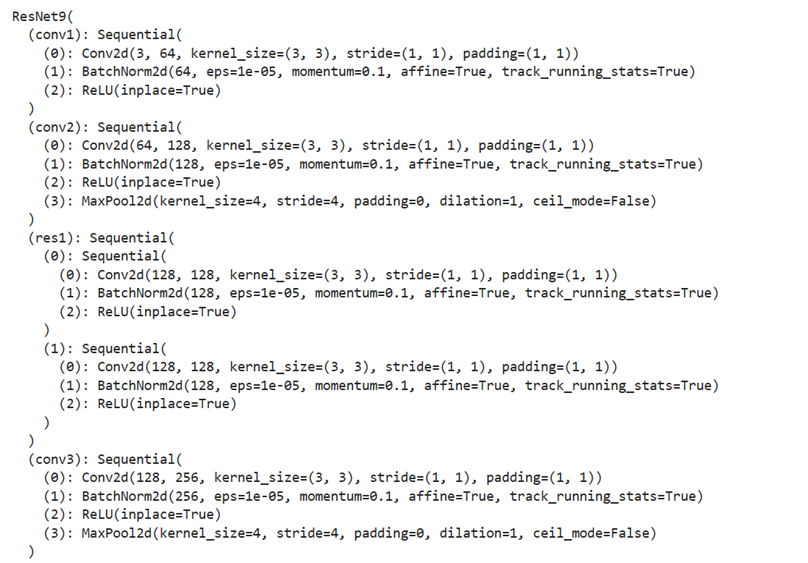 ResNet9(
  (conv1): Sequential(
    (0): Conv2d(3, 64, kernel_size=(3, 3), stride=(1, 1), padding=(1, 1))
    (1): BatchNorm2d(64, eps=1e-05, momentum=0.1, affine=True, track_running_stats=True)
    (2): ReLU(inplace=True)
  )
  (conv2): Sequential(
    (0): Conv2d(64, 128, kernel_size=(3, 3), stride=(1, 1), padding=(1, 1))
    (1): BatchNorm2d(128, eps=1e-05, momentum=0.1, affine=True, track_running_stats=True)
    (2): ReLU(inplace=True)
    (3): MaxPool2d(kernel_size=4, stride=4, padding=0, dilation=1, ceil_mode=False)
  )
  (res1): Sequential(
    (0): Sequential(
      (0): Conv2d(128, 128, kernel_size=(3, 3), stride=(1, 1), padding=(1, 1))
      (1): BatchNorm2d(128, eps=1e-05, momentum=0.1, affine=True, track_running_stats=True)
      (2): ReLU(inplace=True)
    )
    (1): Sequential(
      (0): Conv2d(128, 128, kernel_size=(3, 3), stride=(1, 1), padding=(1, 1))
      (1): BatchNorm2d(128, eps=1e-05, momentum=0.1, affine=True, track_running_stats=True)
      (2): ReLU(inplace=True)
    )
  )
  (conv3): Sequential(
    (0): Conv2d(128, 256, kernel_size=(3, 3), stride=(1, 1), padding=(1, 1))
    (1): BatchNorm2d(256, eps=1e-05, momentum=0.1, affine=True, track_running_stats=True)
    (2): ReLU(inplace=True)
    (3): MaxPool2d(kernel_size=4, stride=4, padding=0, dilation=1, ceil_mode=False)
  )